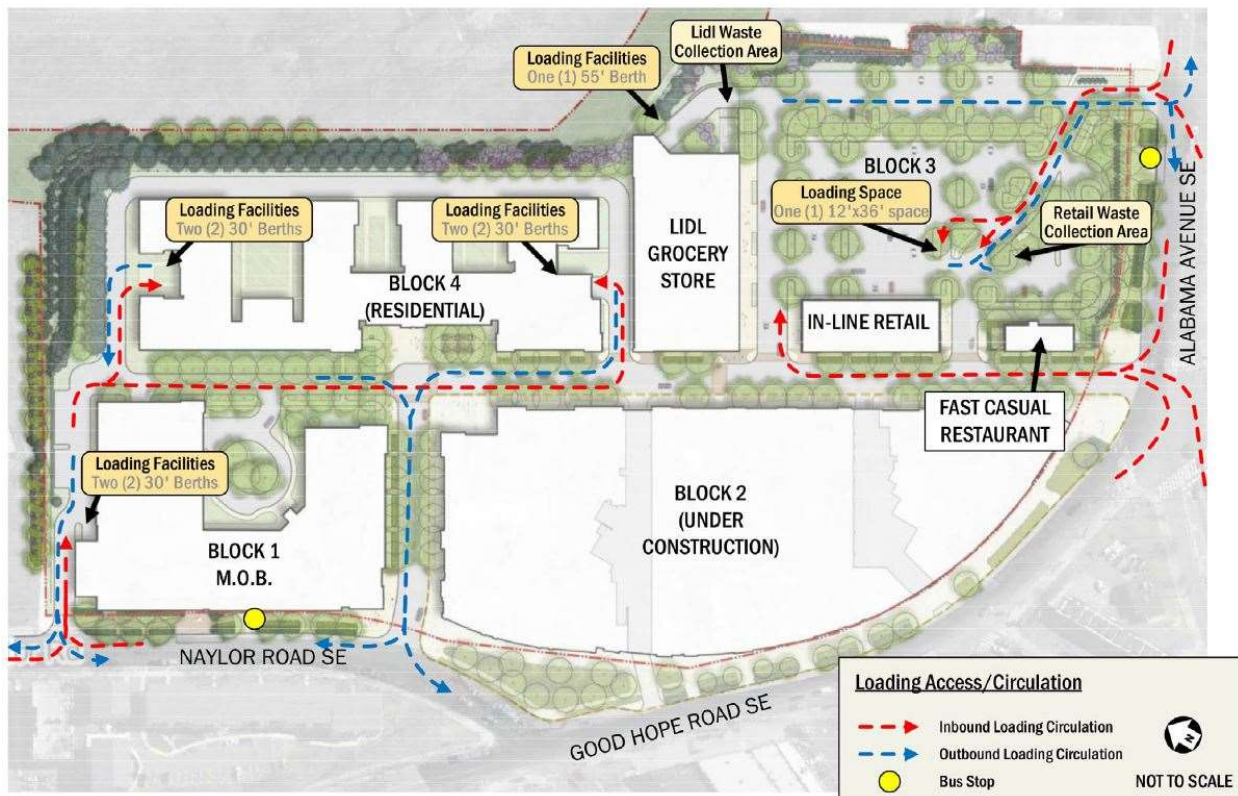 Lidl Waste
Collection Area
Loading Facilities
One (1) 55' Berth
BLOCK 3
Loading Space
One (1) 12'x36' space
Retail Waste
Collection Area
Loading Facilities
Two (2) 30' Berths
Loading Facilities
Two (2) 30' Berths
LIDL
GROCERY
STORE
BLOCK 4
(RESIDENTIAL)
IN-LINE RETAIL
ALABAMA AVENUE SE
FAST CASUAL
RESTAURANT
Loading Facilities
Two (2) 30' Berths
BLOCK 2
(UNDER
CONSTRUCTION)
BLOCK 1
M.O.B.
NAYLOR ROAD SE
GOOD HOPE ROAD SE
Loading Access/Circulation
Inbound Loading Circulation
Outbound Loading Circulation
Bus Stop
N
NOT TO SCALE